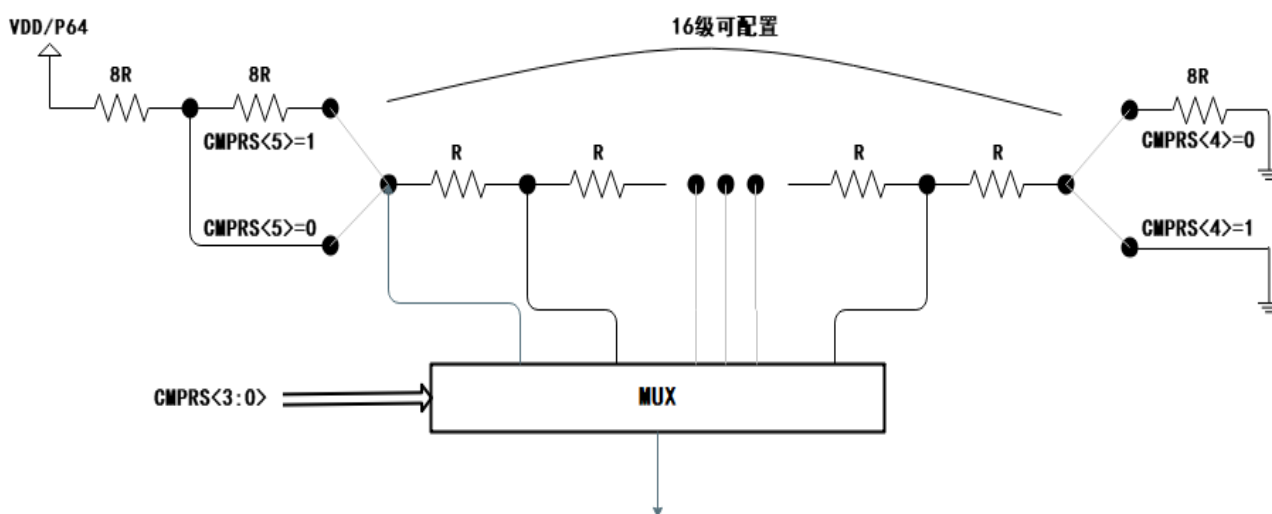 16级可配置
VDD/P64
8R
8R
8R
CMPRS<5>=1
CMPRS<4>=0
R
R
R
R
CMPRS<5>=0
CMPRS<4>=1
CMPRS<3:0>
MUX